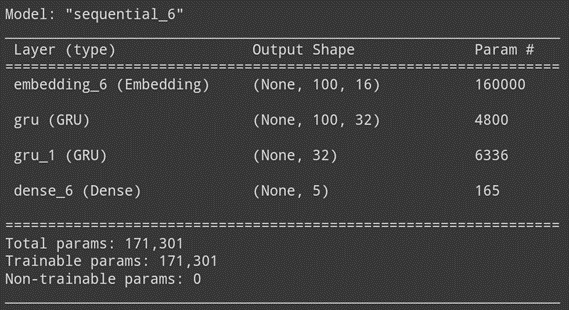 Model: "sequential_6"
_________________________________________________________________
Layer (type)                Output Shape              Param #
=================================================================
embedding_6 (Embedding)     (None, 100, 16)           160000
gru (GRU)                   (None, 100, 32)           4800
gru_1 (GRU)                 (None, 32)                6336
dense_6 (Dense)             (None, 5)                 165
=================================================================
Total params: 171,301
Trainable params: 171,301
Non-trainable params: 0
_________________________________________________________________